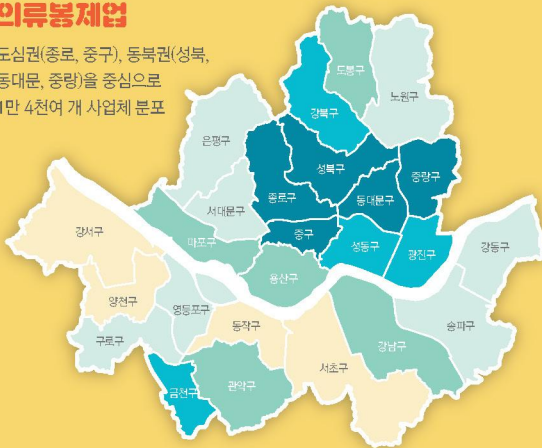 의류봉제업
도심권(종로, 중구), 동북권(성북,
동대문, 중랑)을 중심으로
1만 4천여 개 사업체 분포
도봉구
노원구
강북구
은평구
성북구
중랑구
종로구
동대문구
서대문구
중구
성동구
광진구
강동구
강서구
마포구
용산구
송파구
양천구
영등포구
동작구
구로구
서초구
강남구
금천구
관악구